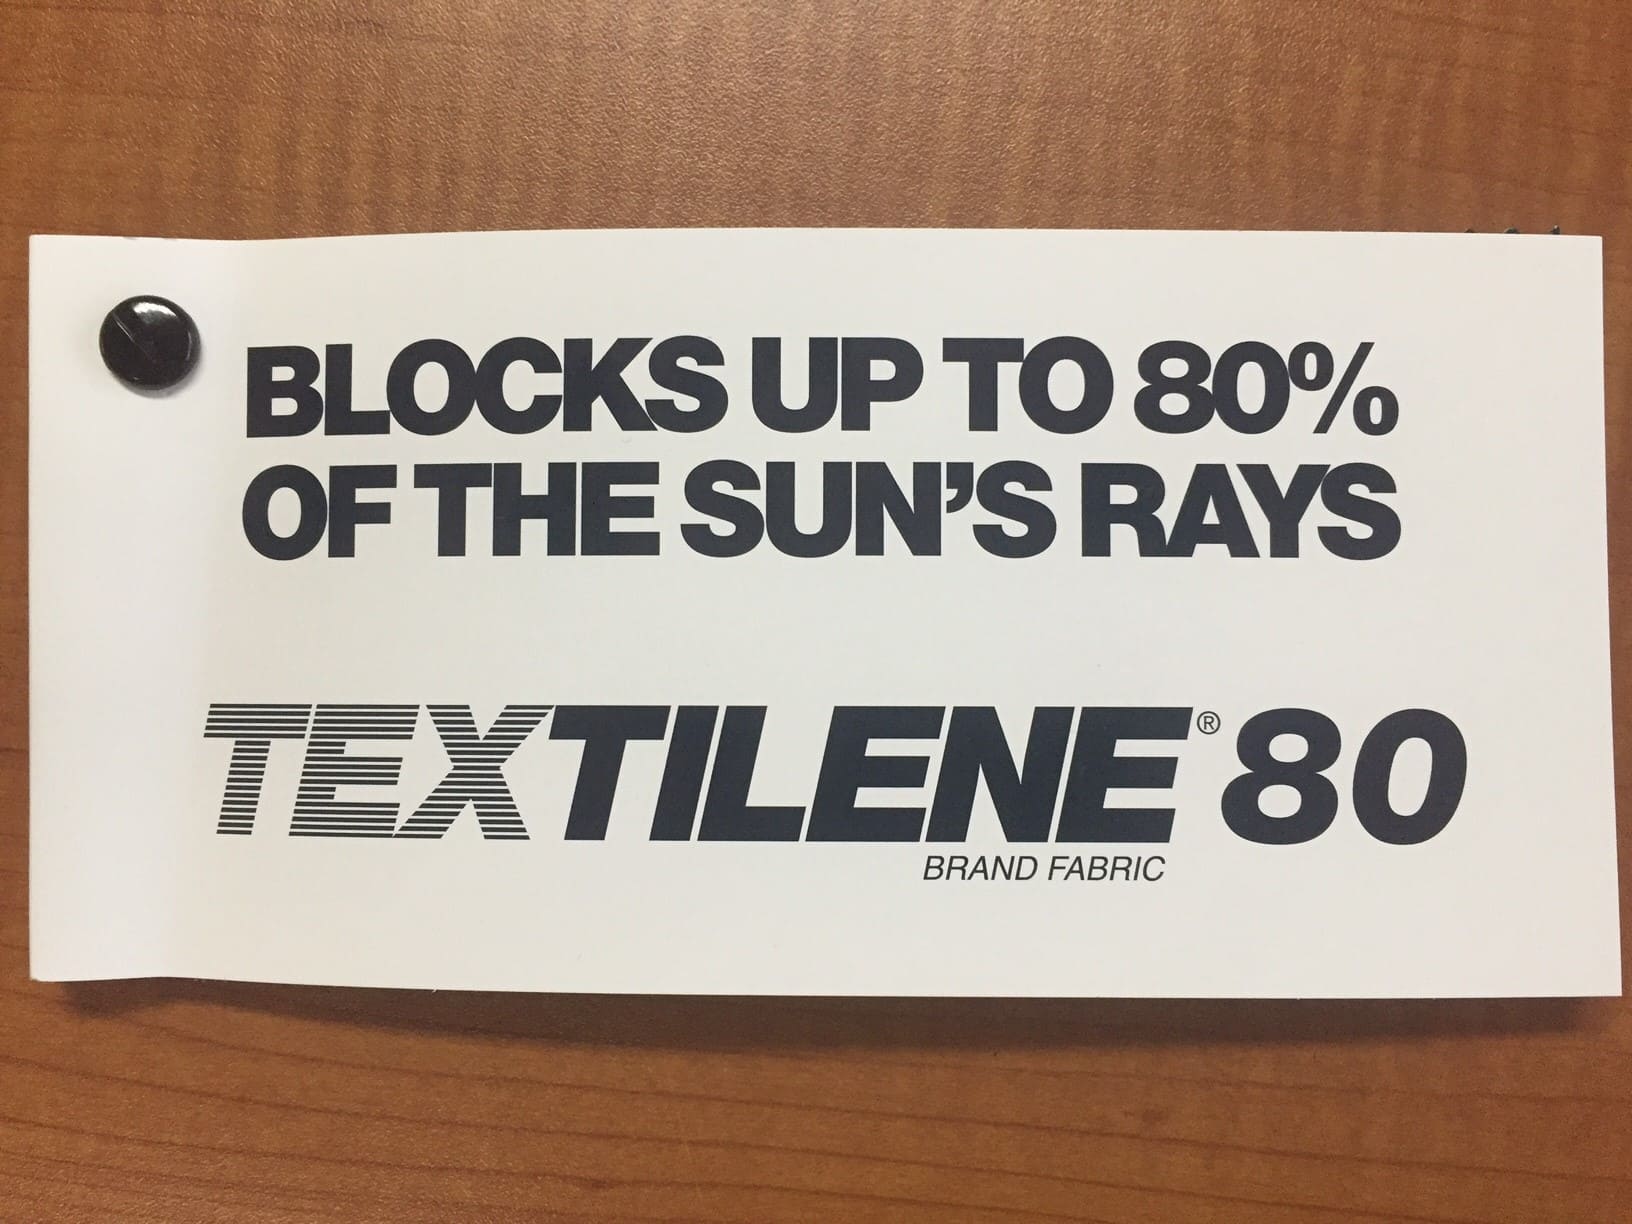 BLOCKS UP TO 80%
OF THE SUN'S RAYS
TEXTILENE® 80
BRAND FABRIC